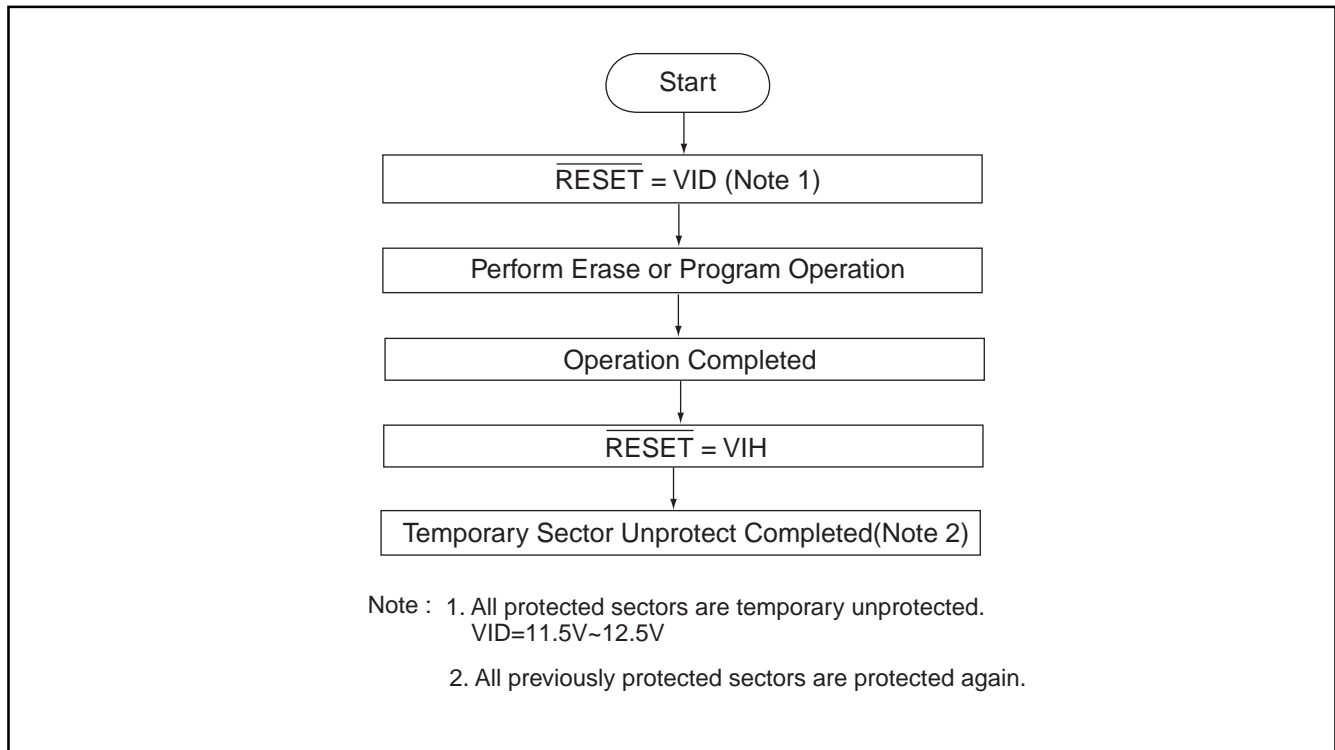 Start
RESET = VID (Note 1)
Perform Erase or Program Operation
Operation Completed
RESET = VIH
Temporary Sector Unprotect Completed(Note 2)
Note : 1. All protected sectors are temporary unprotected.
VID=11.5V~12.5V
2. All previously protected sectors are protected again.